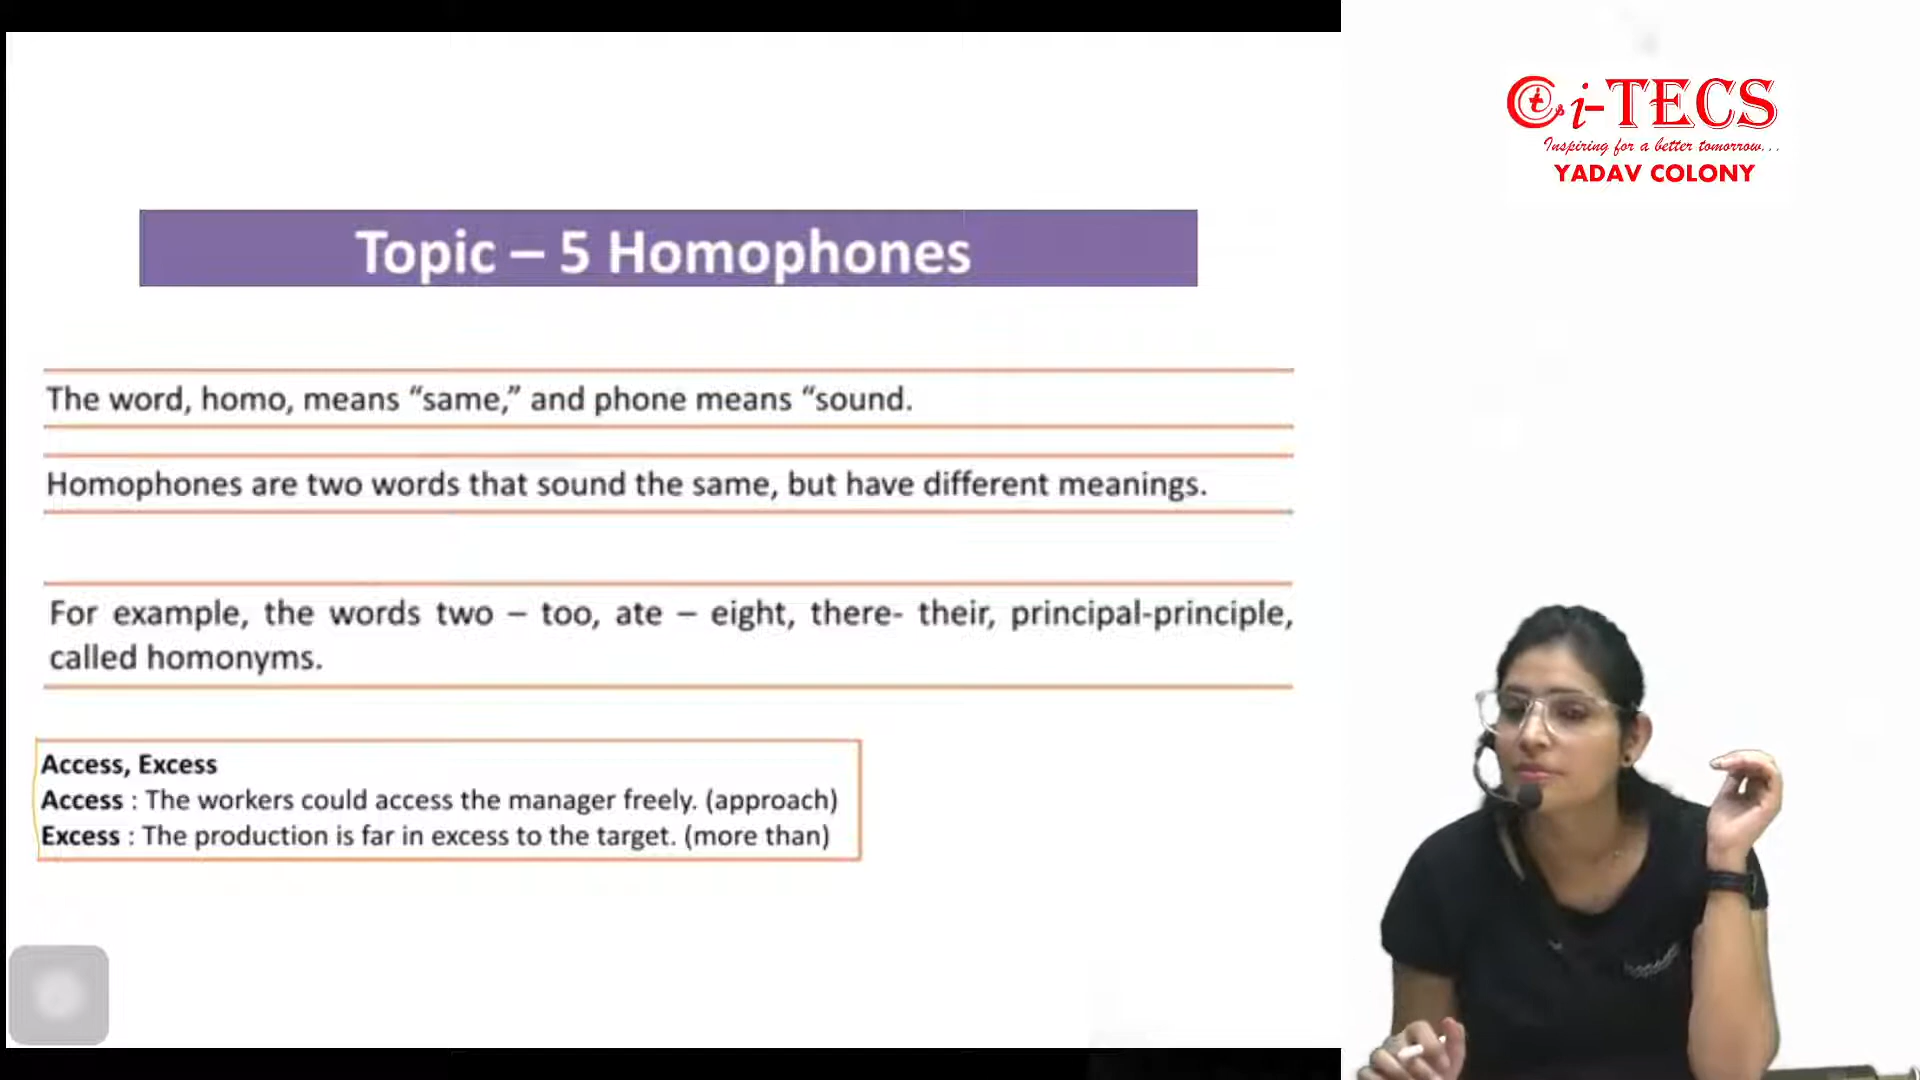 i-TECS
Inspiring for a better tomorrow...
YADAV COLONY
Topic – 5 Homophones
The word, homo, means “same,” and phone means “sound.
Homophones are two words that sound the same, but have different meanings.
For example, the words two – too, ate – eight, there- their, principal-principle,
called homonyms.
Access, Excess
Access : The workers could access the manager freely. (approach)
Excess : The production is far in excess to the target. (more than)